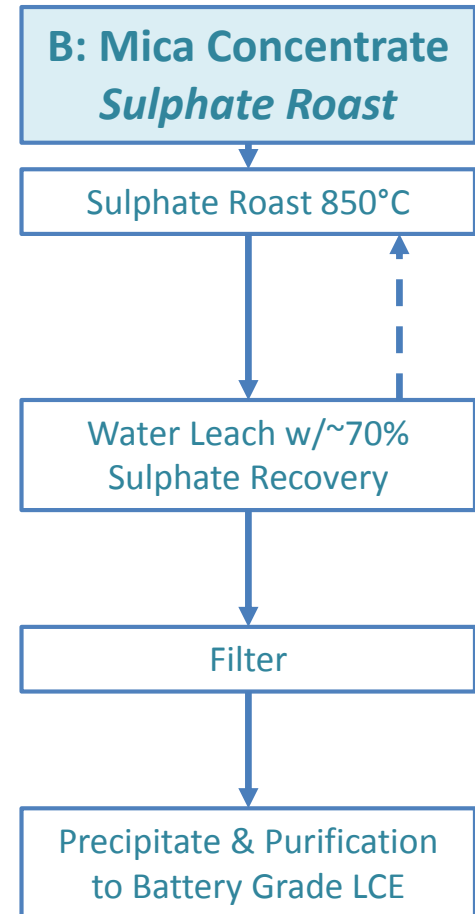 B: Mica Concentrate
Sulphate Roast
Sulphate Roast 850°C
Water Leach w/~70%
Sulphate Recovery
Filter
Precipitate & Purification
to Battery Grade LCE